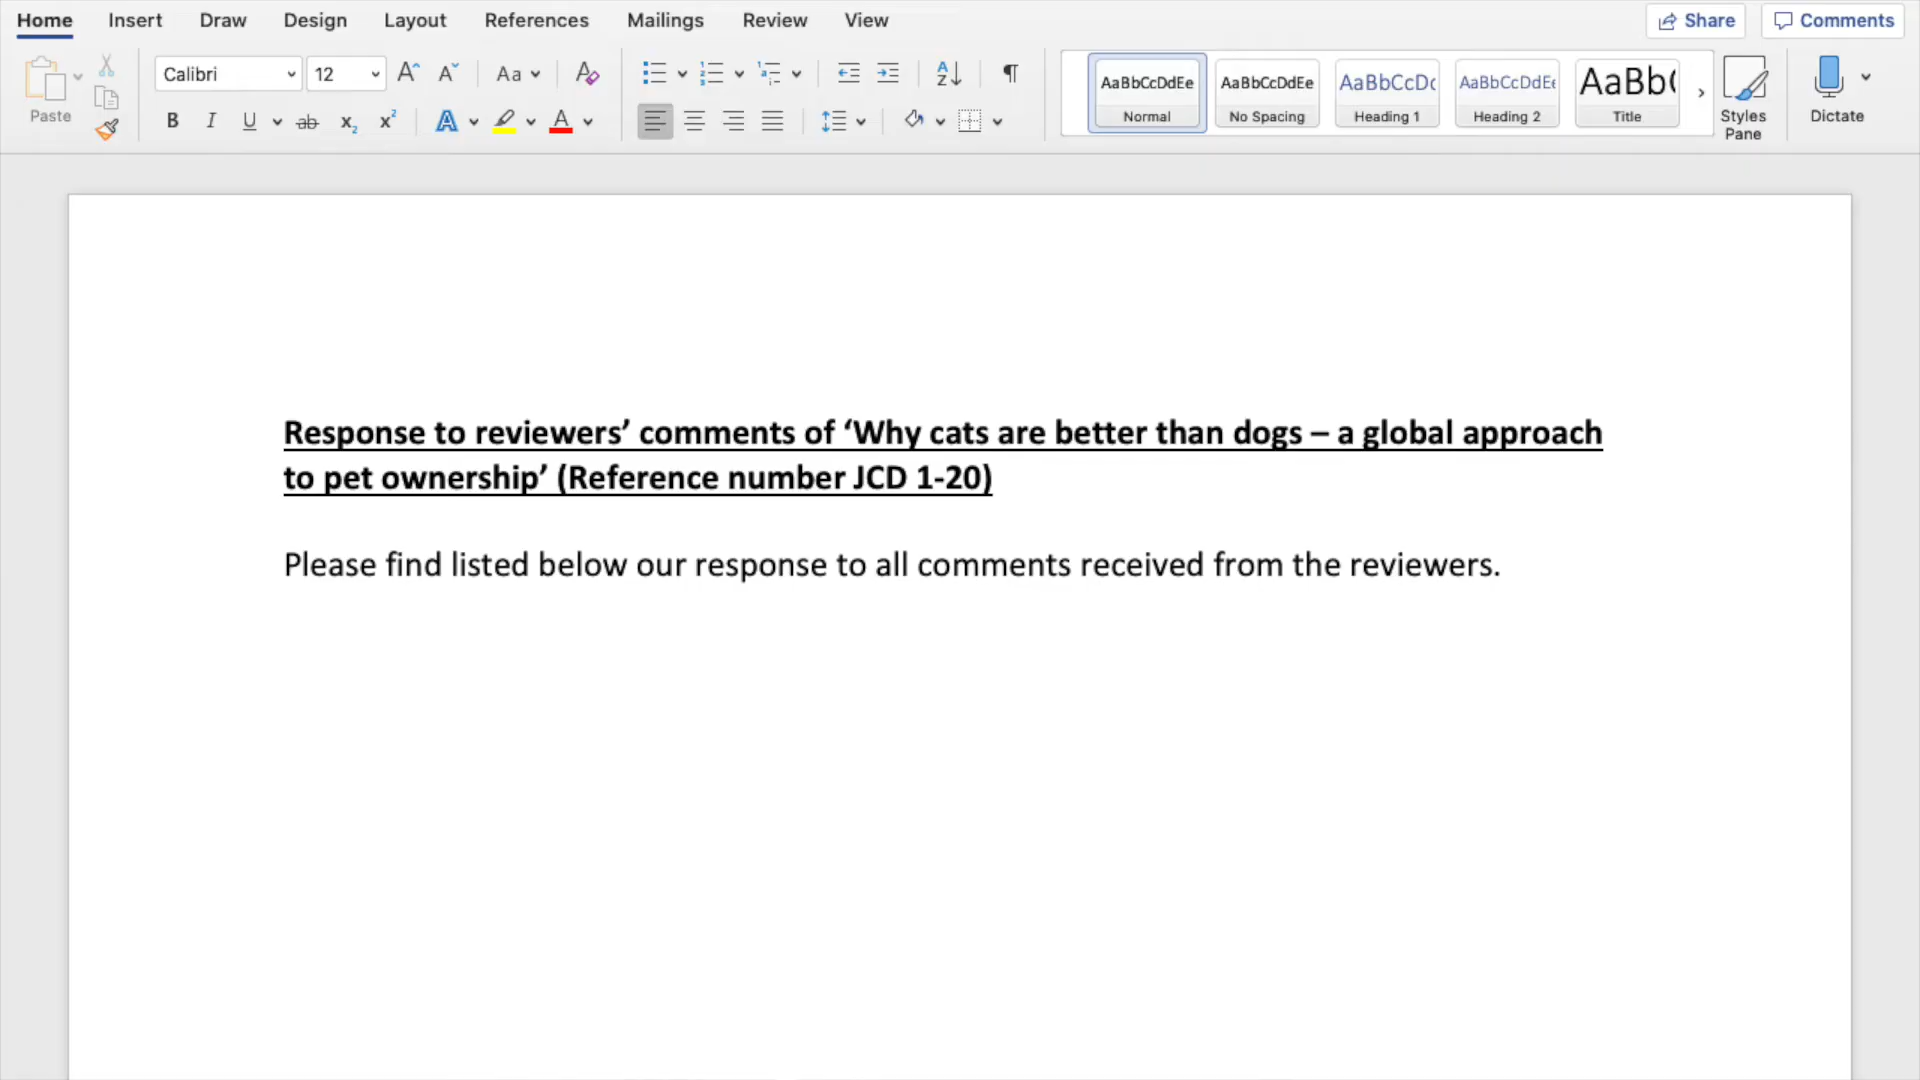 Home Insert Draw Design Layout References Mailings Review View Share Comments
Calibri 12 Aa
Paste
AaBbCcDdEe AaBbCcDdEe AaBbCcDc AaBbCcDdEe AaBb(
Normal No Spacing Heading 1 Heading 2 Title
Styles Pane
Dictate
Response to reviewers’ comments of ‘Why cats are better than dogs – a global approach
to pet ownership’ (Reference number JCD 1-20)
Please find listed below our response to all comments received from the reviewers.